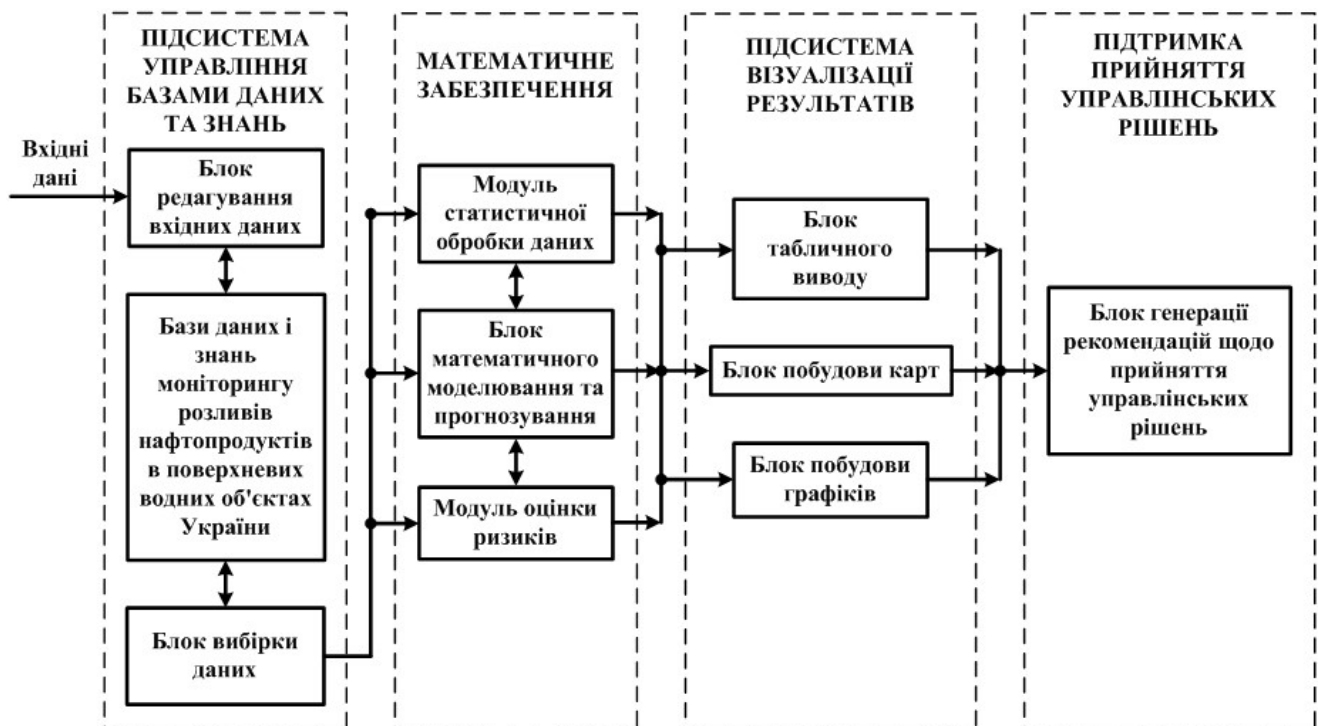 ПІДСИСТЕМА
УПРАВЛІННЯ
БАЗАМИ ДАНИХ
ТА ЗНАНЬ
Вхідні
дані
Блок
редагування
вхідних даних
Бази даних і
знань
моніторингу
розливів
нафтопродуктів
в поверхневих
водних об'єктах
України
Блок вибірки
даних
МАТЕМАТИЧНЕ
ЗАБЕЗПЕЧЕННЯ
Модуль
статистичної
обробки даних
Блок
математичного
моделювання та
прогнозування
Модуль оцінки
ризиків
ПІДСИСТЕМА
ВІЗУАЛІЗАЦІЇ
РЕЗУЛЬТАТІВ
Блок
табличного
виводу
Блок побудови карт
Блок побудови
графіків
ПІДТРИМКА
ПРИЙНЯТТЯ
УПРАВЛІНСЬКИХ
РІШЕНЬ
Блок генерації
рекомендацій щодо
прийняття
управлінських
рішень